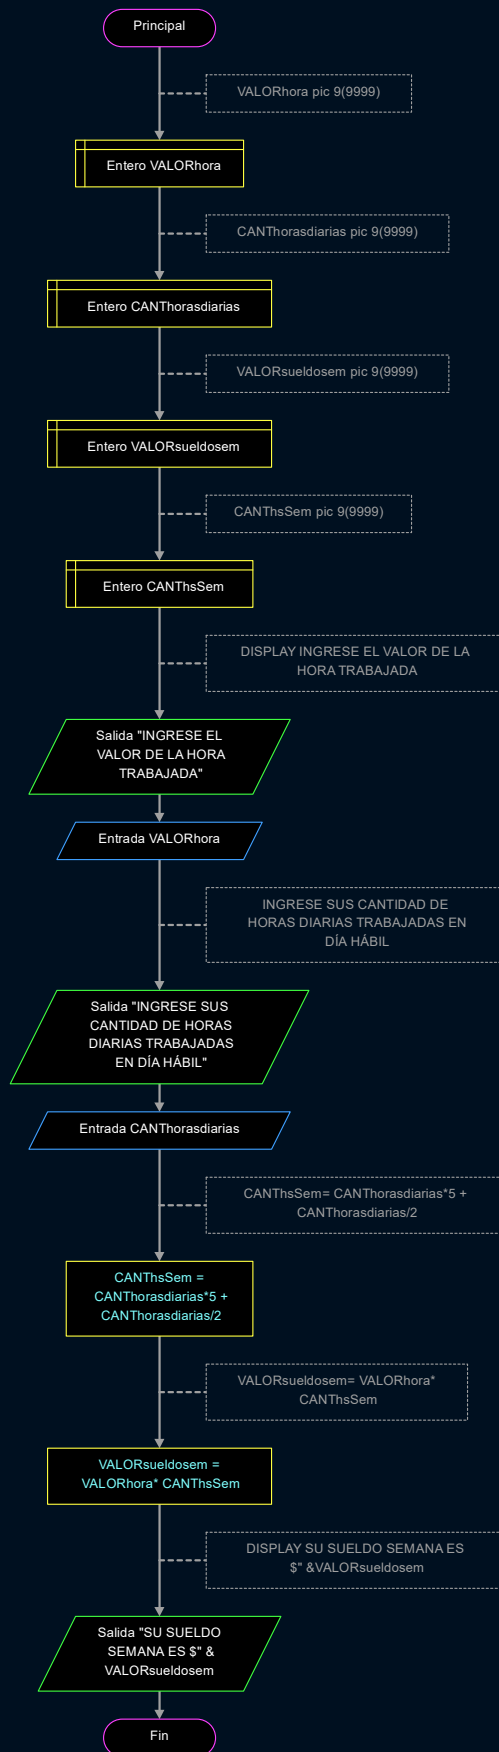 Principal
VALORhora pic 9(9999)
Entero VALORhora
CANThorasdiarias pic 9(9999)
Entero CANThorasdiarias
VALORsueldosem pic 9(9999)
Entero VALORsueldosem
CANThsSem pic 9(9999)
Entero CANThsSem
DISPLAY INGRESE EL VALOR DE LA
HORA TRABAJADA
Salida "INGRESE EL
VALOR DE LA HORA
TRABAJADA"
Entrada VALORhora
INGRESE SUS CANTIDAD DE
HORAS DIARIAS TRABAJADAS EN
DÍA HÁBIL
Salida "INGRESE SUS
CANTIDAD DE HORAS
DIARIAS TRABAJADAS
EN DÍA HÁBIL"
Entrada CANThorasdiarias
CANThsSem= CANThorasdiarias*5 +
CANThorasdiarias/2
CANThsSem =
CANThorasdiarias*5 +
CANThorasdiarias/2
VALORsueldosem= VALORhora*
CANThsSem
VALORsueldosem =
VALORhora* CANThsSem
DISPLAY SU SUELDO SEMANA ES
$" &VALORsueldosem
Salida "SU SUELDO
SEMANA ES $" &
VALORsueldosem
Fin